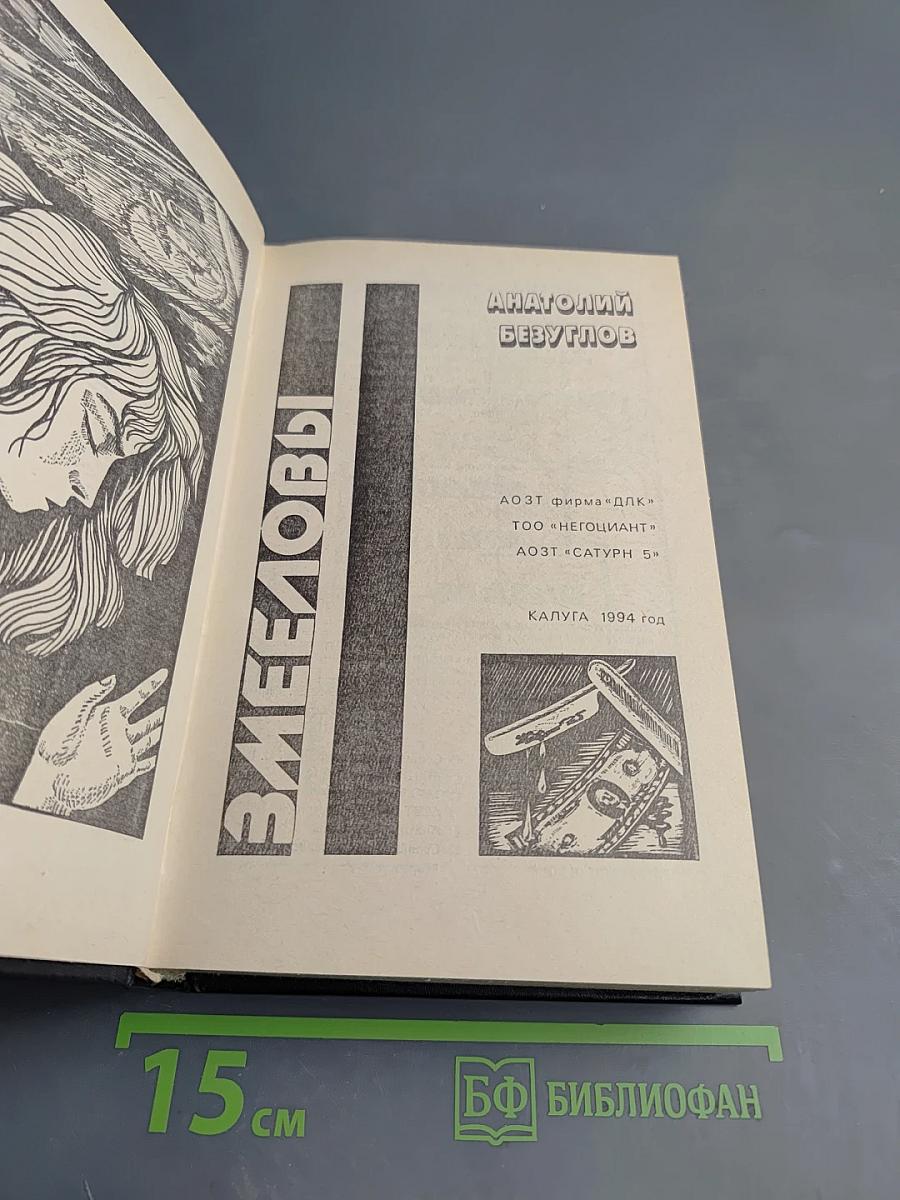 АНАТОЛИЙ
БЕЗУГЛОВ
ЗМЕЕЛОВЫ
АОЗТ фирма «ДЛК»
ТОО «НЕГОЦИАНТ»
АОЗТ «САТУРН 5»
КАЛУГА 1994 год
15 см
БФ БИБЛИОФАН